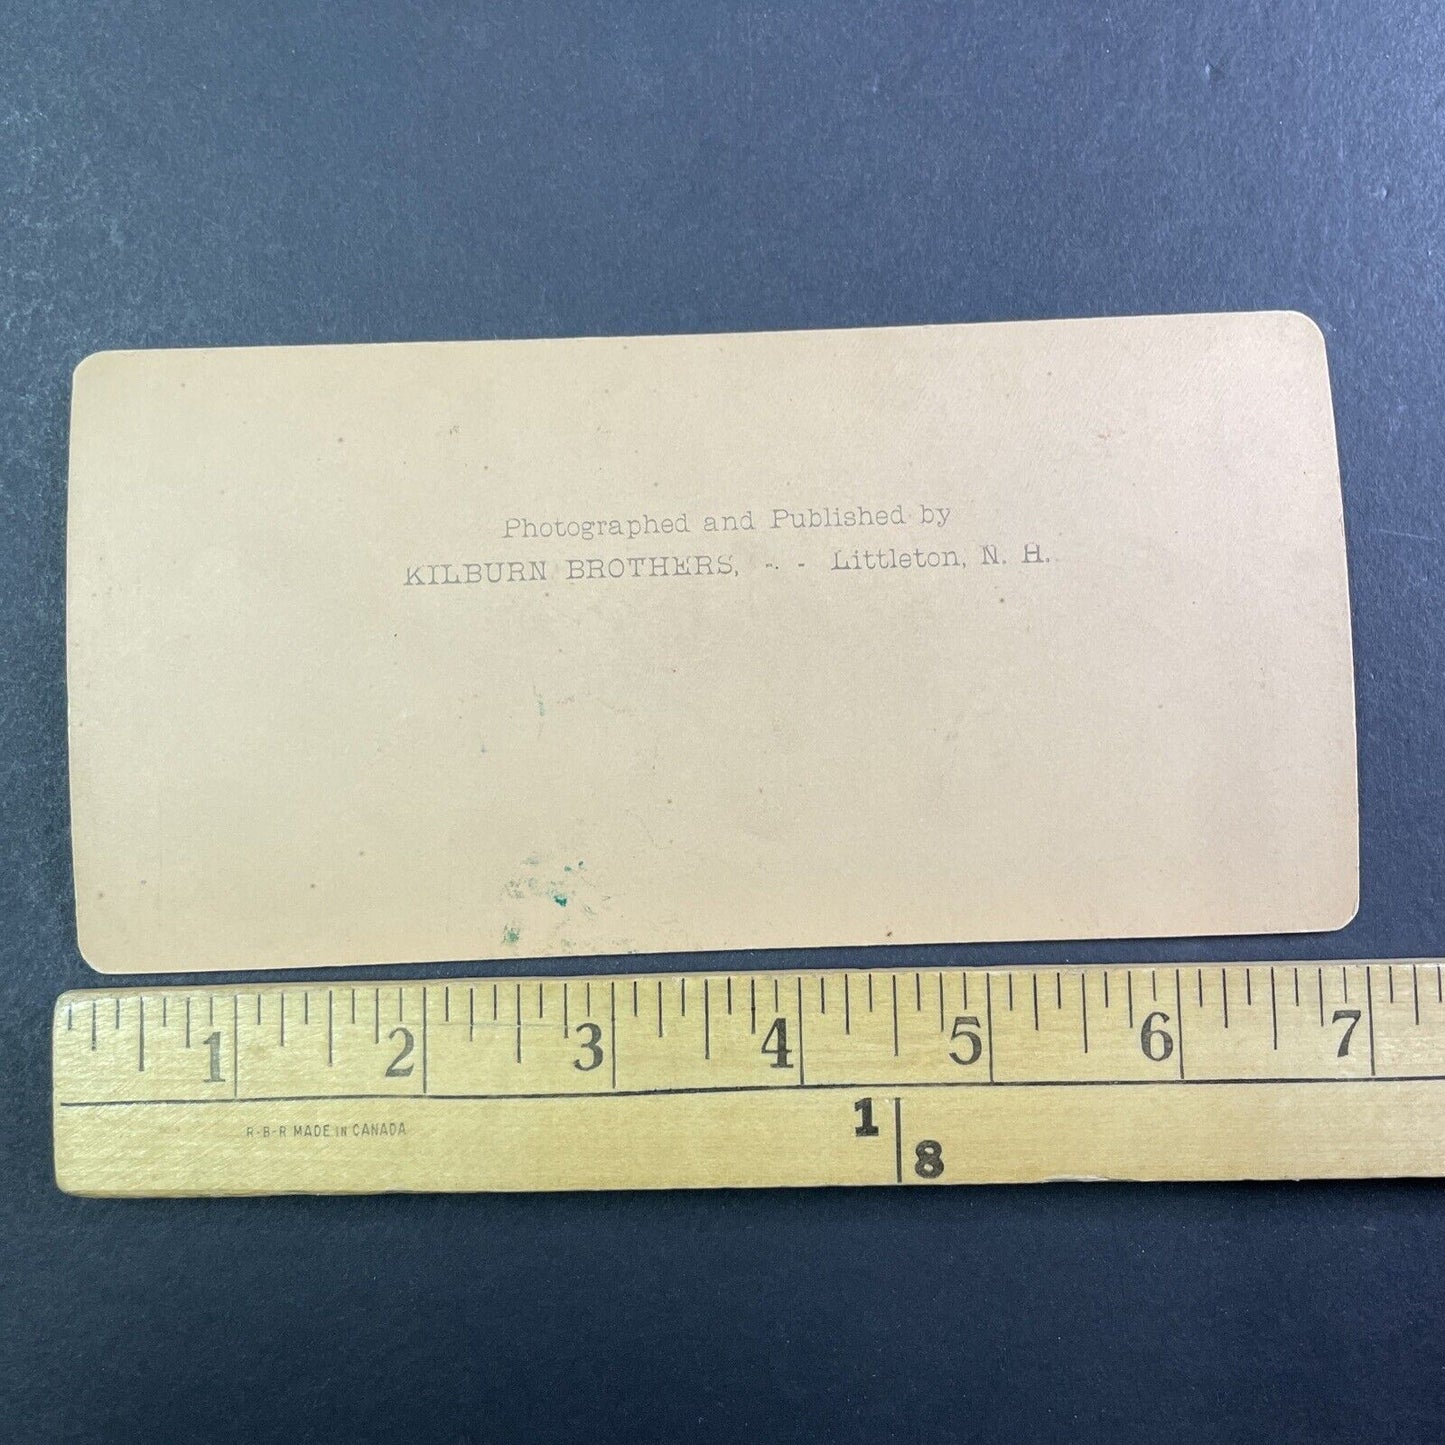 Photographed and Published by
KILBURN BROTHERS, - - Littleton, N. H.
1 2 3 4 5 6 7
R-B-R MADE IN CANADA
1
8